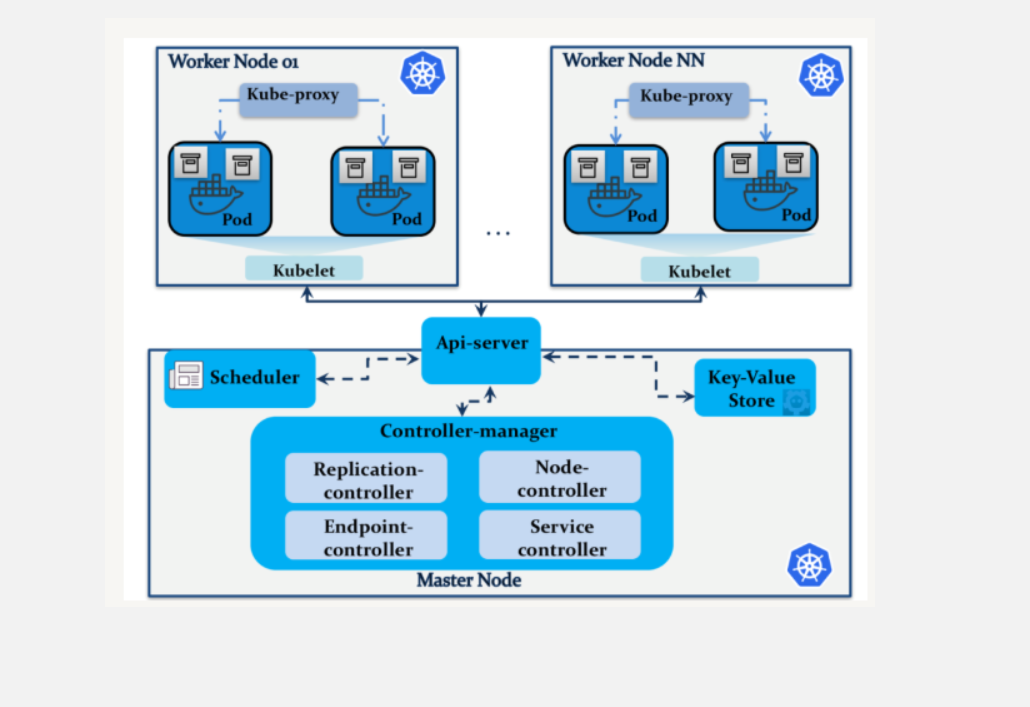 Worker Node 01
Kube-proxy
Pod
Pod
Kubelet
...
Worker Node NN
Kube-proxy
Pod
Pod
Kubelet
Api-server
Scheduler
Key-Value
Store
Controller-manager
Replication-
controller
Node-
controller
Endpoint-
controller
Service
controller
Master Node